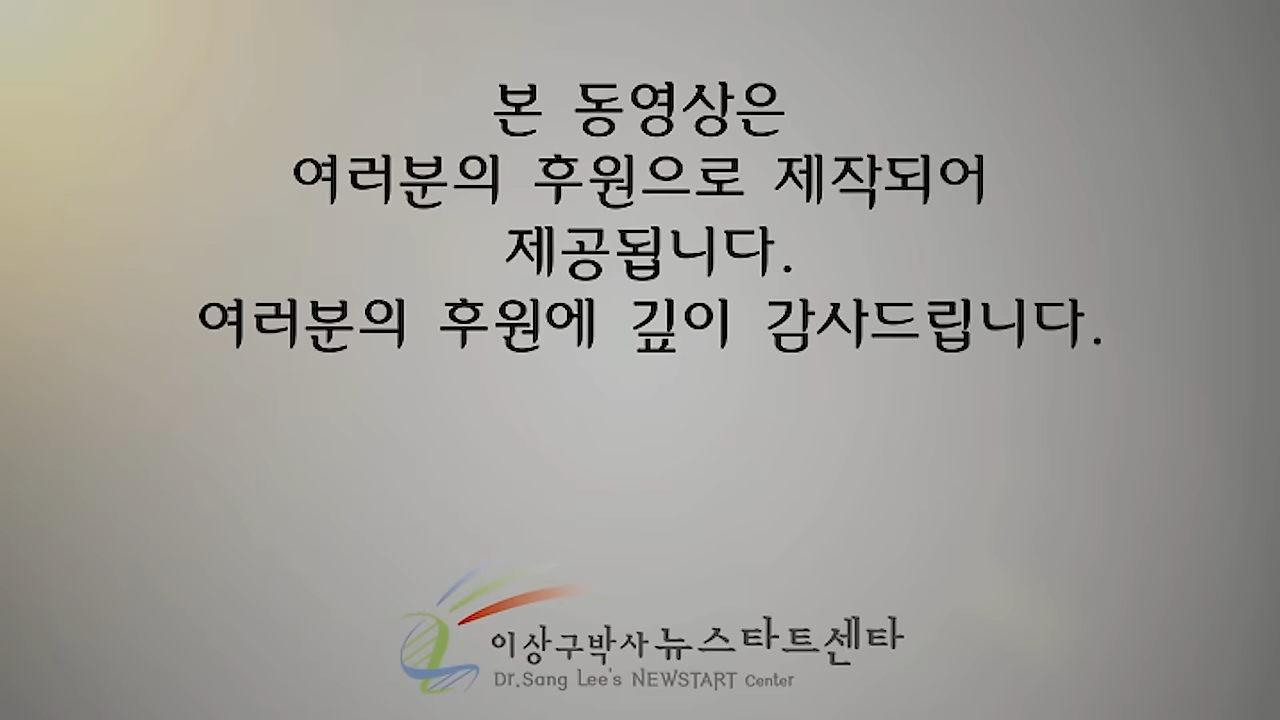 본 동영상은
여러분의 후원으로 제작되어
제공됩니다.
여러분의 후원에 깊이 감사드립니다.
이상구박사뉴스타트센타
Dr.Sang Lee's NEWSTART Center